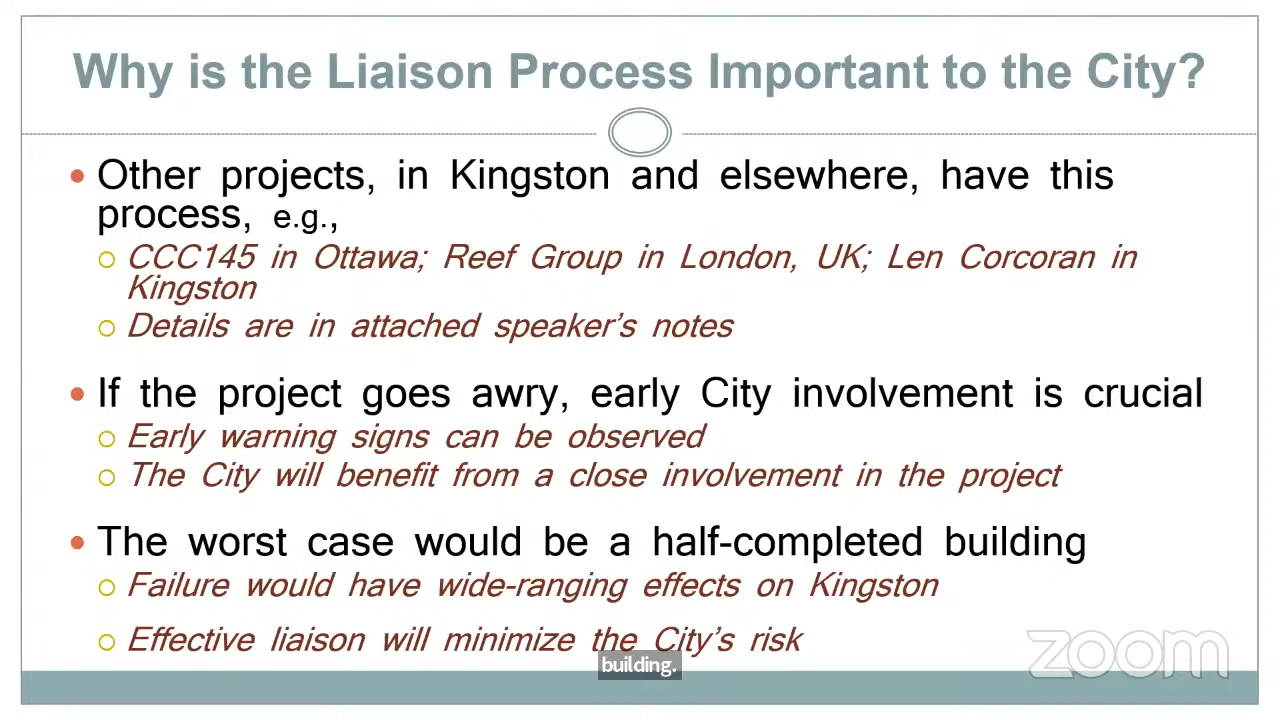 Why is the Liaison Process Important to the City?
Other projects, in Kingston and elsewhere, have this
process, e.g.,
CCC145 in Ottawa; Reef Group in London, UK; Len Corcoran in
Kingston
Details are in attached speaker’s notes
If the project goes awry, early City involvement is crucial
Early warning signs can be observed
The City will benefit from a close involvement in the project
The worst case would be a half-completed building
Failure would have wide-ranging effects on Kingston
Effective liaison will minimize the City’s risk
building.
zoom